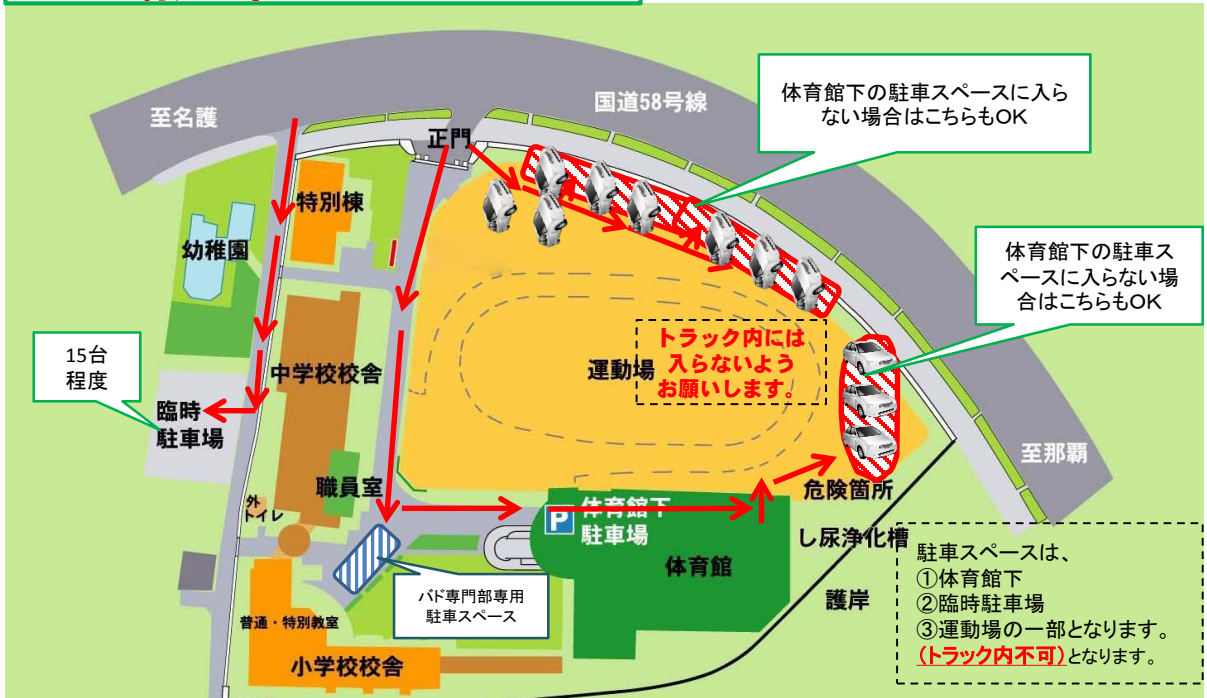 国道58号線
至名護
正門
体育館下の駐車スペースに入ら
ない場合はこちらもOK
特別棟
幼稚園
体育館下の駐車ス
ペースに入らない場
合はこちらもOK
15台
程度
中学校校舎
運動場
トラック内には
入らないよう
お願いします。
臨時
駐車場
至那覇
職員室
外
トイレ
P
体育館下
駐車場
危険箇所
し尿浄化槽
体育館
護岸
バド専門部専用
駐車スペース
普通・特別教室
小学校校舎
駐車スペースは、
①体育館下
②臨時駐車場
③運動場の一部となります。
(トラック内不可)となります。